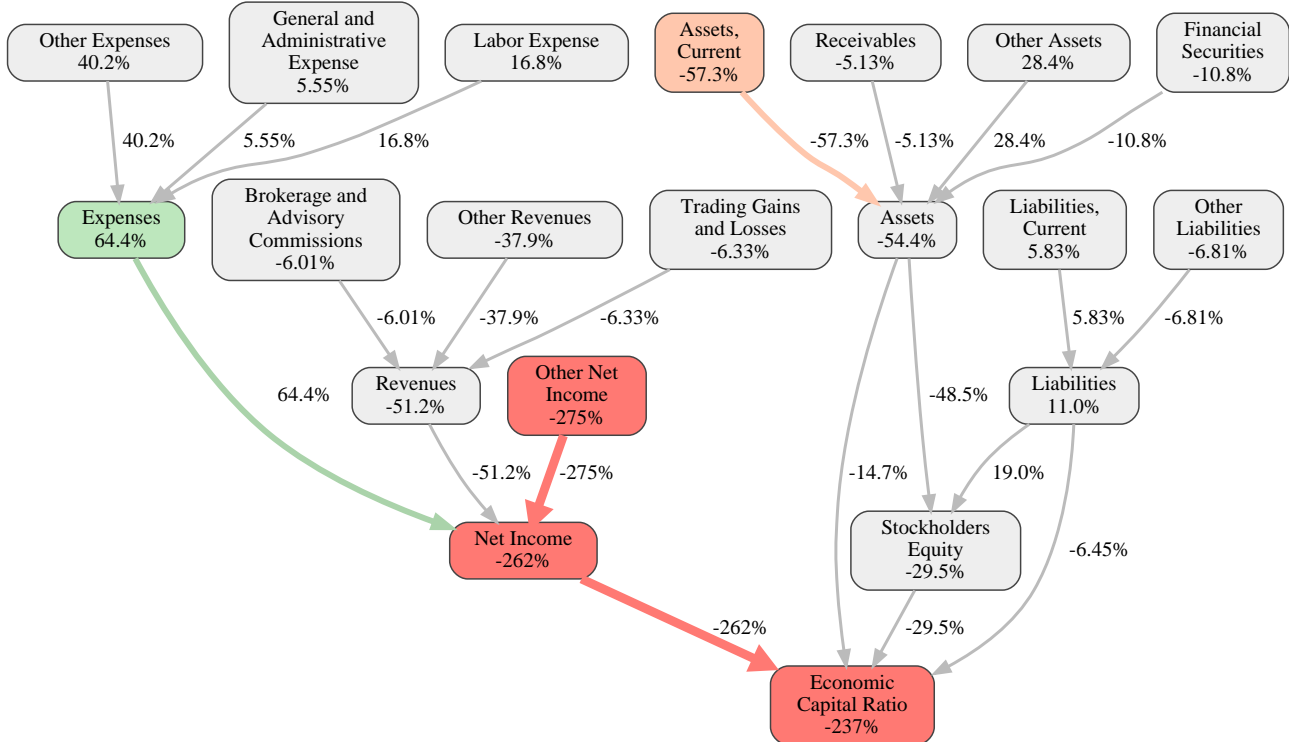 Other Expenses
40.2%
General and
Administrative
Expense
5.55%
Labor Expense
16.8%
Assets,
Current
-57.3%
Receivables
-5.13%
Other Assets
28.4%
Financial
Securities
-10.8%
40.2%
5.55%
16.8%
-57.3%
-5.13%
28.4%
-10.8%
Expenses
64.4%
Brokerage and
Advisory
Commissions
-6.01%
Other Revenues
-37.9%
Trading Gains
and Losses
-6.33%
Assets
-54.4%
Liabilities,
Current
5.83%
Other
Liabilities
-6.81%
-6.01%
-37.9%
-6.33%
5.83%
-6.81%
64.4%
Revenues
-51.2%
Other Net
Income
-275%
-48.5%
Liabilities
11.0%
-51.2%
-275%
-14.7%
19.0%
Net Income
-262%
Stockholders
Equity
-29.5%
-6.45%
-262%
-29.5%
Economic
Capital Ratio
-237%